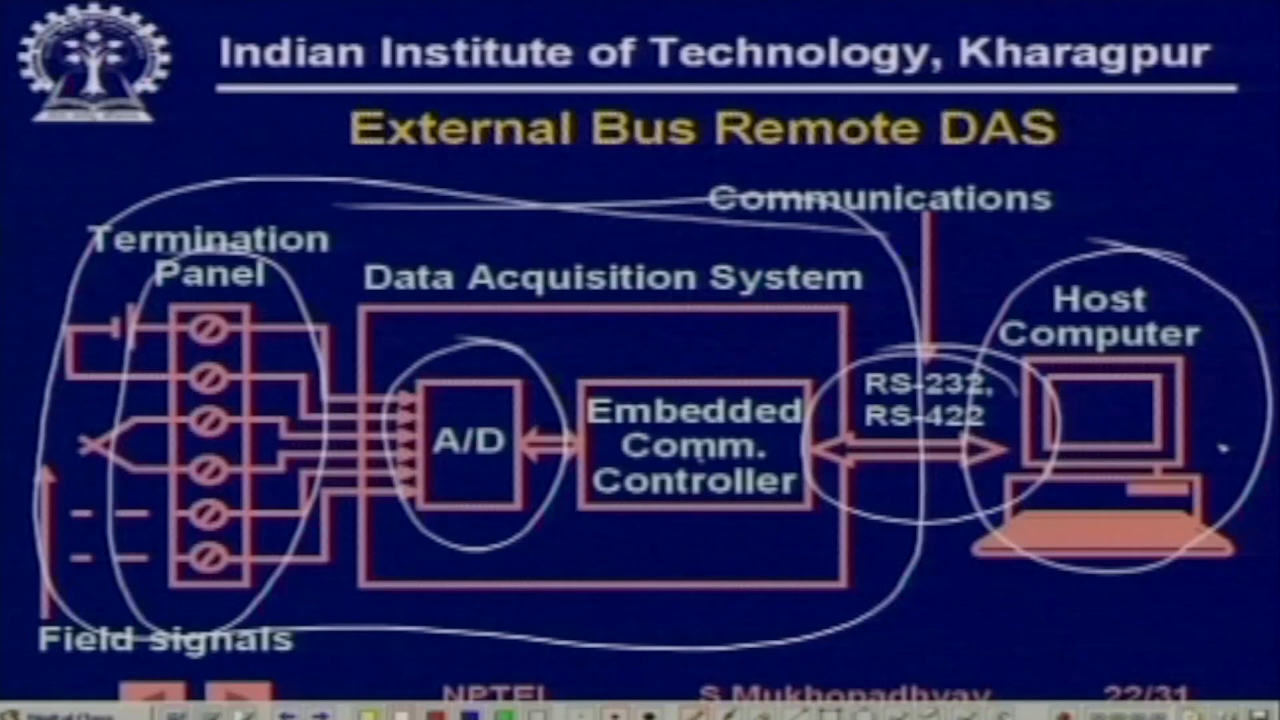 Indian Institute of Technology, Kharagpur
External Bus Remote DAS
Communications
Termination
Panel
Data Acquisition System
Host
Computer
RS-232,
RS-422
A/D
Embedded
Comm.
Controller
Field signals
NPTEL
S.Mukhopadhyay
22/31